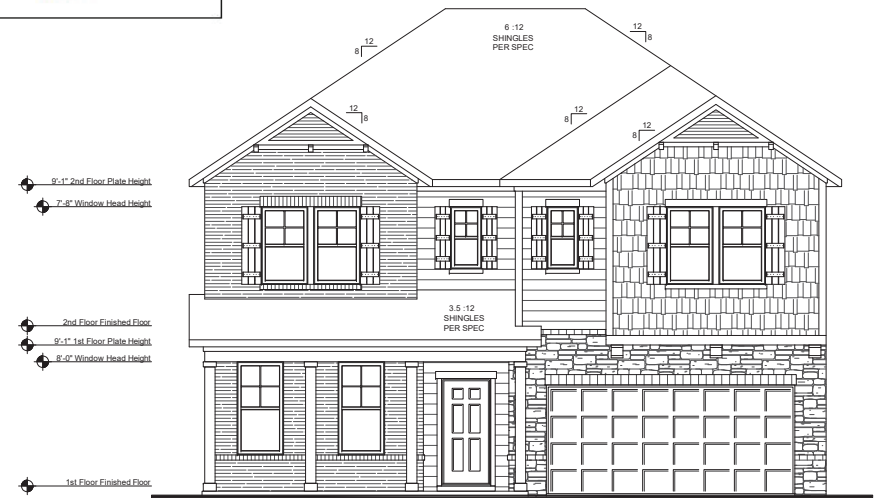 6 :12
SHINGLES
PER SPEC
12
8
12
8
12
8
12
8
12
8
9'-1" 2nd Floor Plate Height
7'-8" Window Head Height
3.5 :12
SHINGLES
PER SPEC
2nd Floor Finished Floor
9'-1" 1st Floor Plate Height
8'-0" Window Head Height
1st Floor Finished Floor